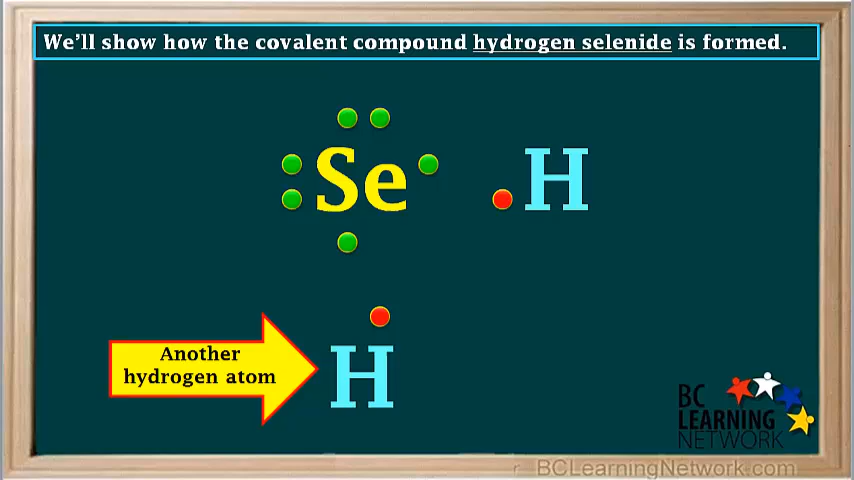 We'll show how the covalent compound hydrogen selenide is formed.
Se
H
Another
hydrogen atom
H
BC
LEARNING
NETWORK
r BCLearningNetwork.com